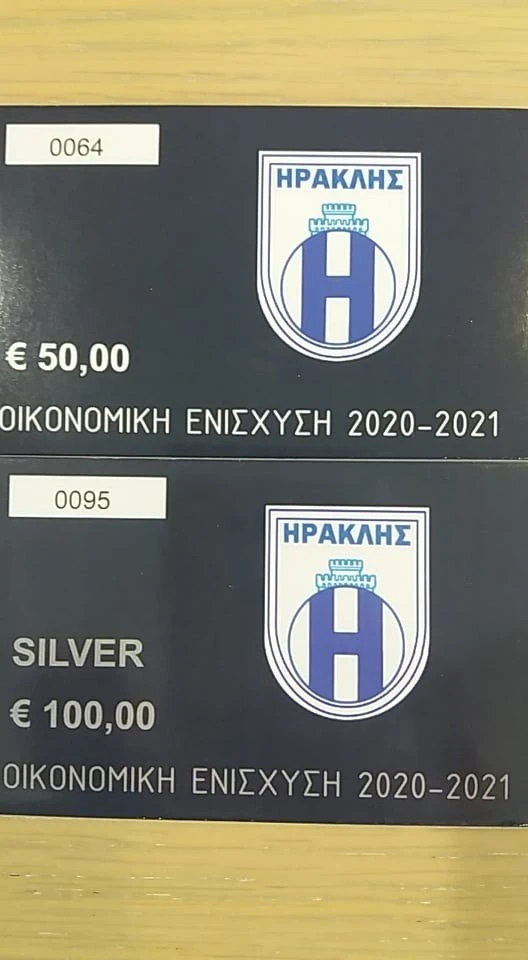 0064
ΗΡΑΚΛΗΣ
Η
€ 50,00
ΟΙΚΟΝΟΜΙΚΗ ΕΝΙΣΧΥΣΗ 2020-2021
0095
ΗΡΑΚΛΗΣ
Η
SILVER
€ 100,00
ΟΙΚΟΝΟΜΙΚΗ ΕΝΙΣΧΥΣΗ 2020-2021